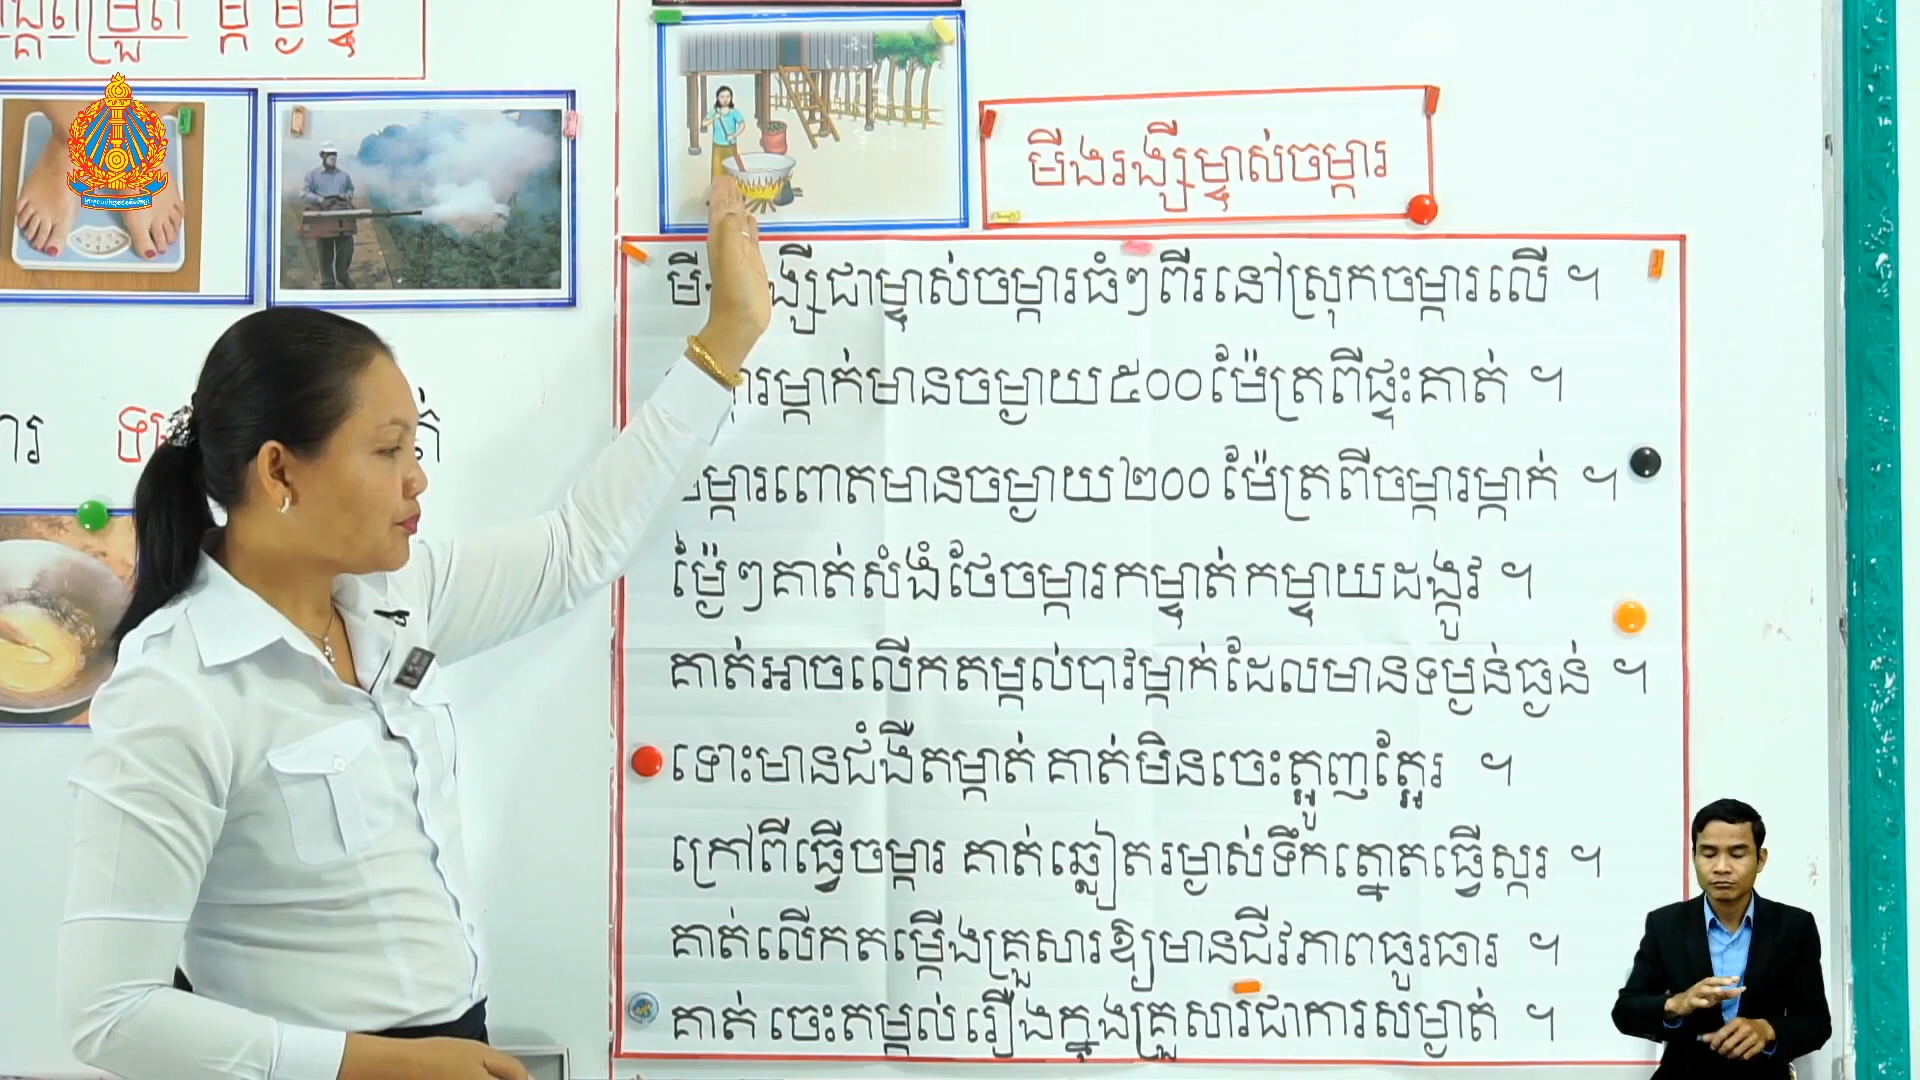 ម្ក ម្ង ម្ទ
មីងរង្សីម្ចាស់ចម្ការ
ជាម្ចាស់ចម្ការធំៗពីរនៅស្រុកចម្ការលើ ។
ម្កាក់មានចម្ងាយ៥០០ម៉ែត្រពីផ្ទះគាត់ ។
ចម្ការពោតមានចម្ងាយ២០០ ម៉ែត្រពីចម្ការម្កាក់ ។
ម៉្ងៃៗគាត់សំងំថែចម្ការកម្ចាត់កម្ចាយដង្កូវ ។
គាត់អាចលើកតម្កល់បាវម្កាក់ដែលមានទម្ងន់ធ្ងន់ ។
ទោះមានជំងឺតម្កាត់ គាត់មិនចេះត្អូញត្អែរ ។
ក្រៅពីធ្វើចម្ការ គាត់ឆ្លៀតរម្ងាស់ទឹកត្នោតធ្វើស្ករ ។
គាត់លើកតម្កើងគ្រួសារឱ្យមានជីវភាពធូរធារ ។
គាត់ ចេះតម្កល់រឿងក្នុងគ្រួសារជាការសម្ងាត់ ។